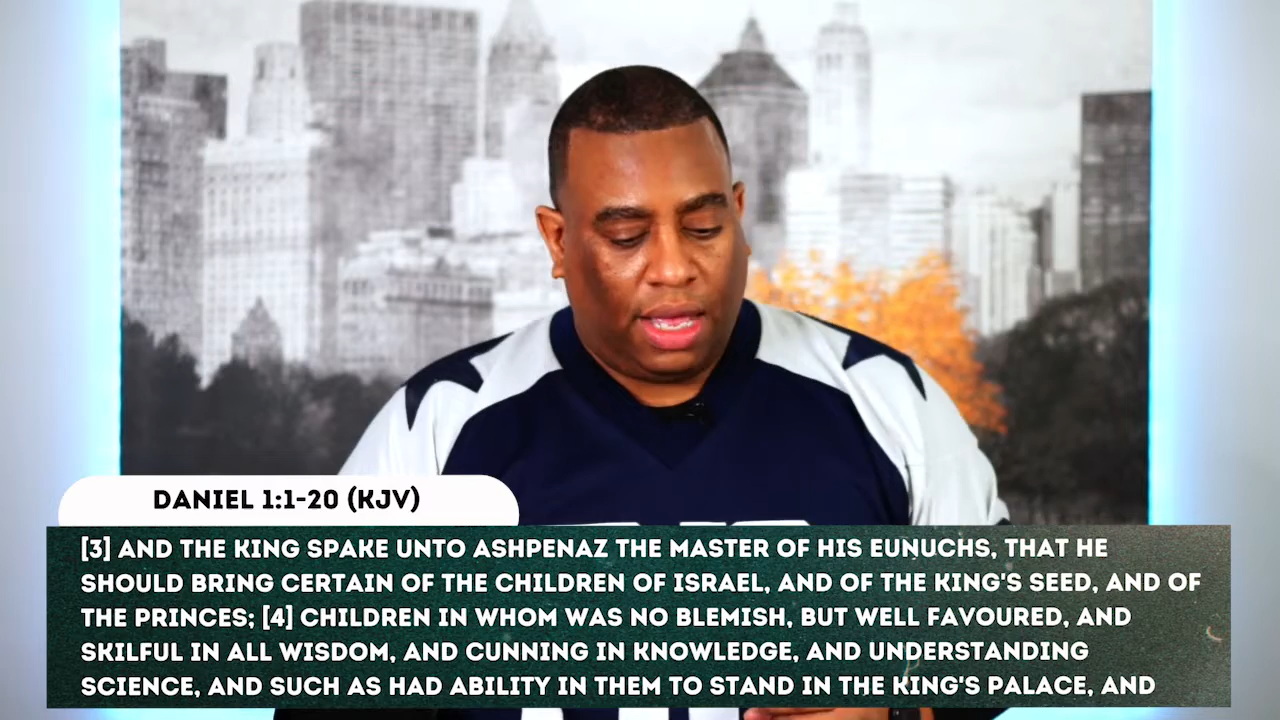 DANIEL 1:1-20 (KJV)
[3] AND THE KING SPAKE UNTO ASHPENAZ THE MASTER OF HIS EUNUCHS, THAT HE
SHOULD BRING CERTAIN OF THE CHILDREN OF ISRAEL, AND OF THE KING'S SEED, AND OF
THE PRINCES; [4] CHILDREN IN WHOM WAS NO BLEMISH, BUT WELL FAVOURED, AND
SKILFUL IN ALL WISDOM, AND CUNNING IN KNOWLEDGE, AND UNDERSTANDING
SCIENCE, AND SUCH AS HAD ABILITY IN THEM TO STAND IN THE KING'S PALACE, AND